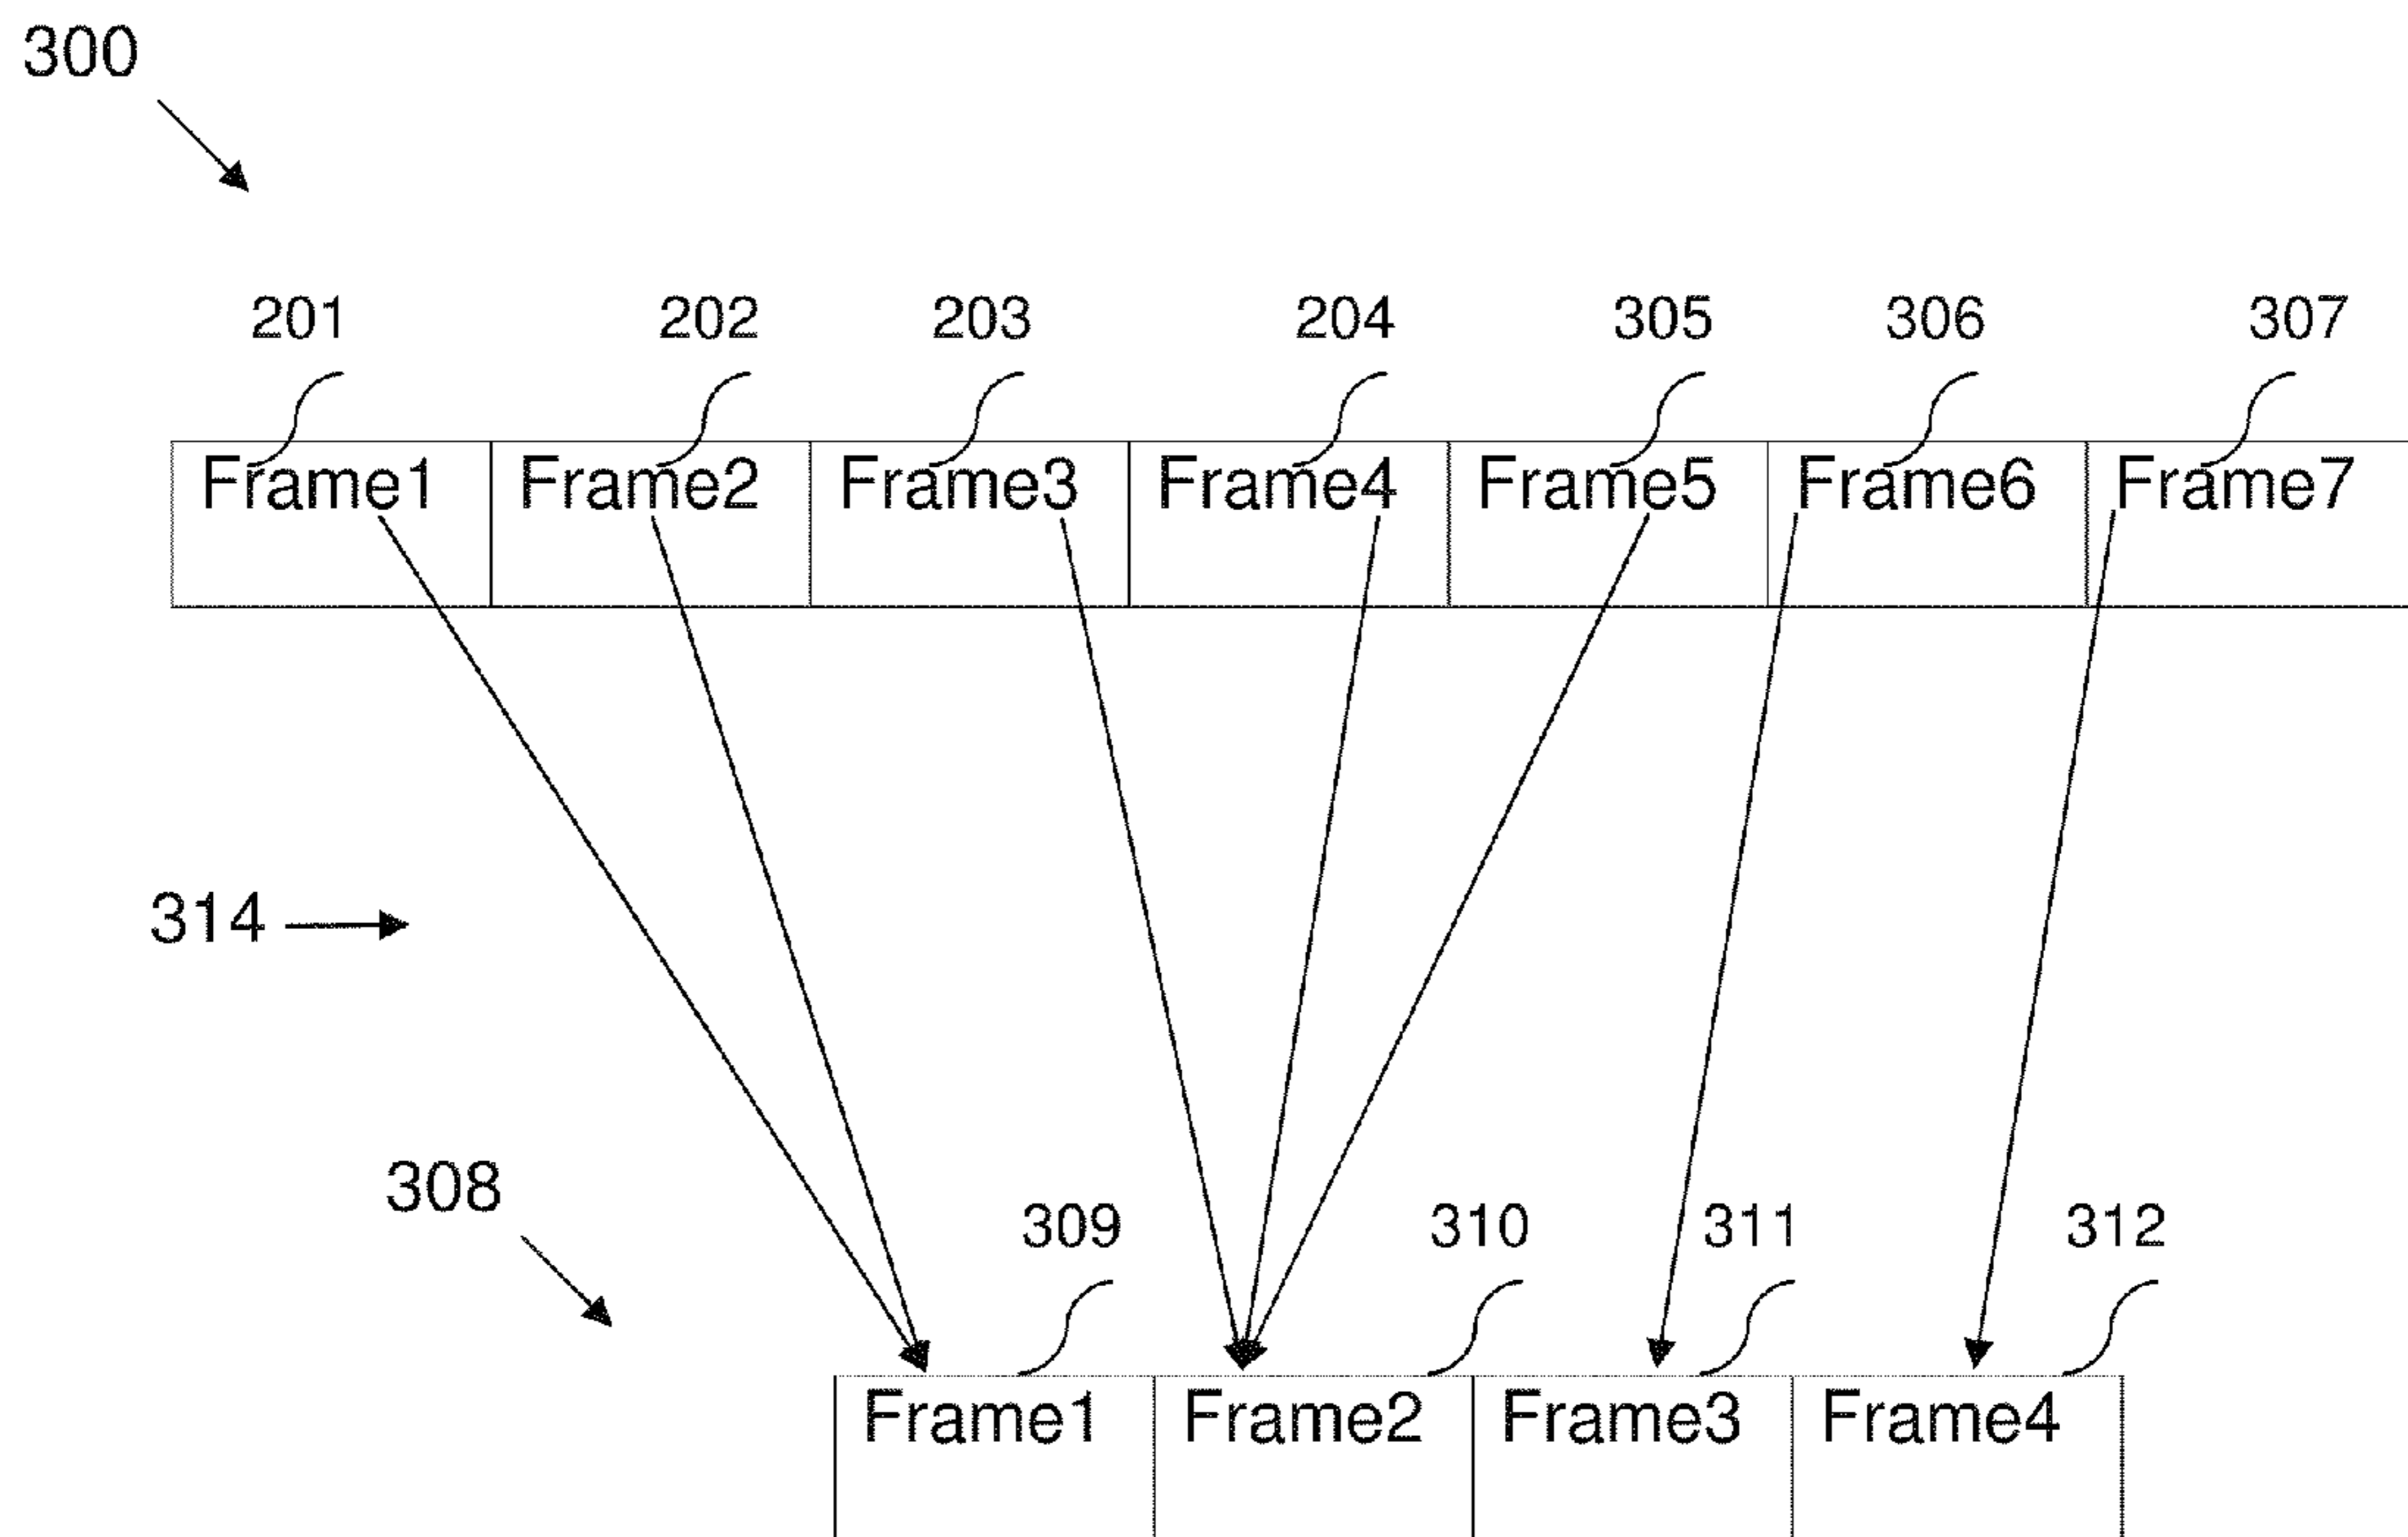 300
201 202 203 204 305 306 307
Frame1 Frame2 Frame3 Frame4 Frame5 Frame6 Frame7
314
308
309 310 311 312
Frame1 Frame2 Frame3 Frame4